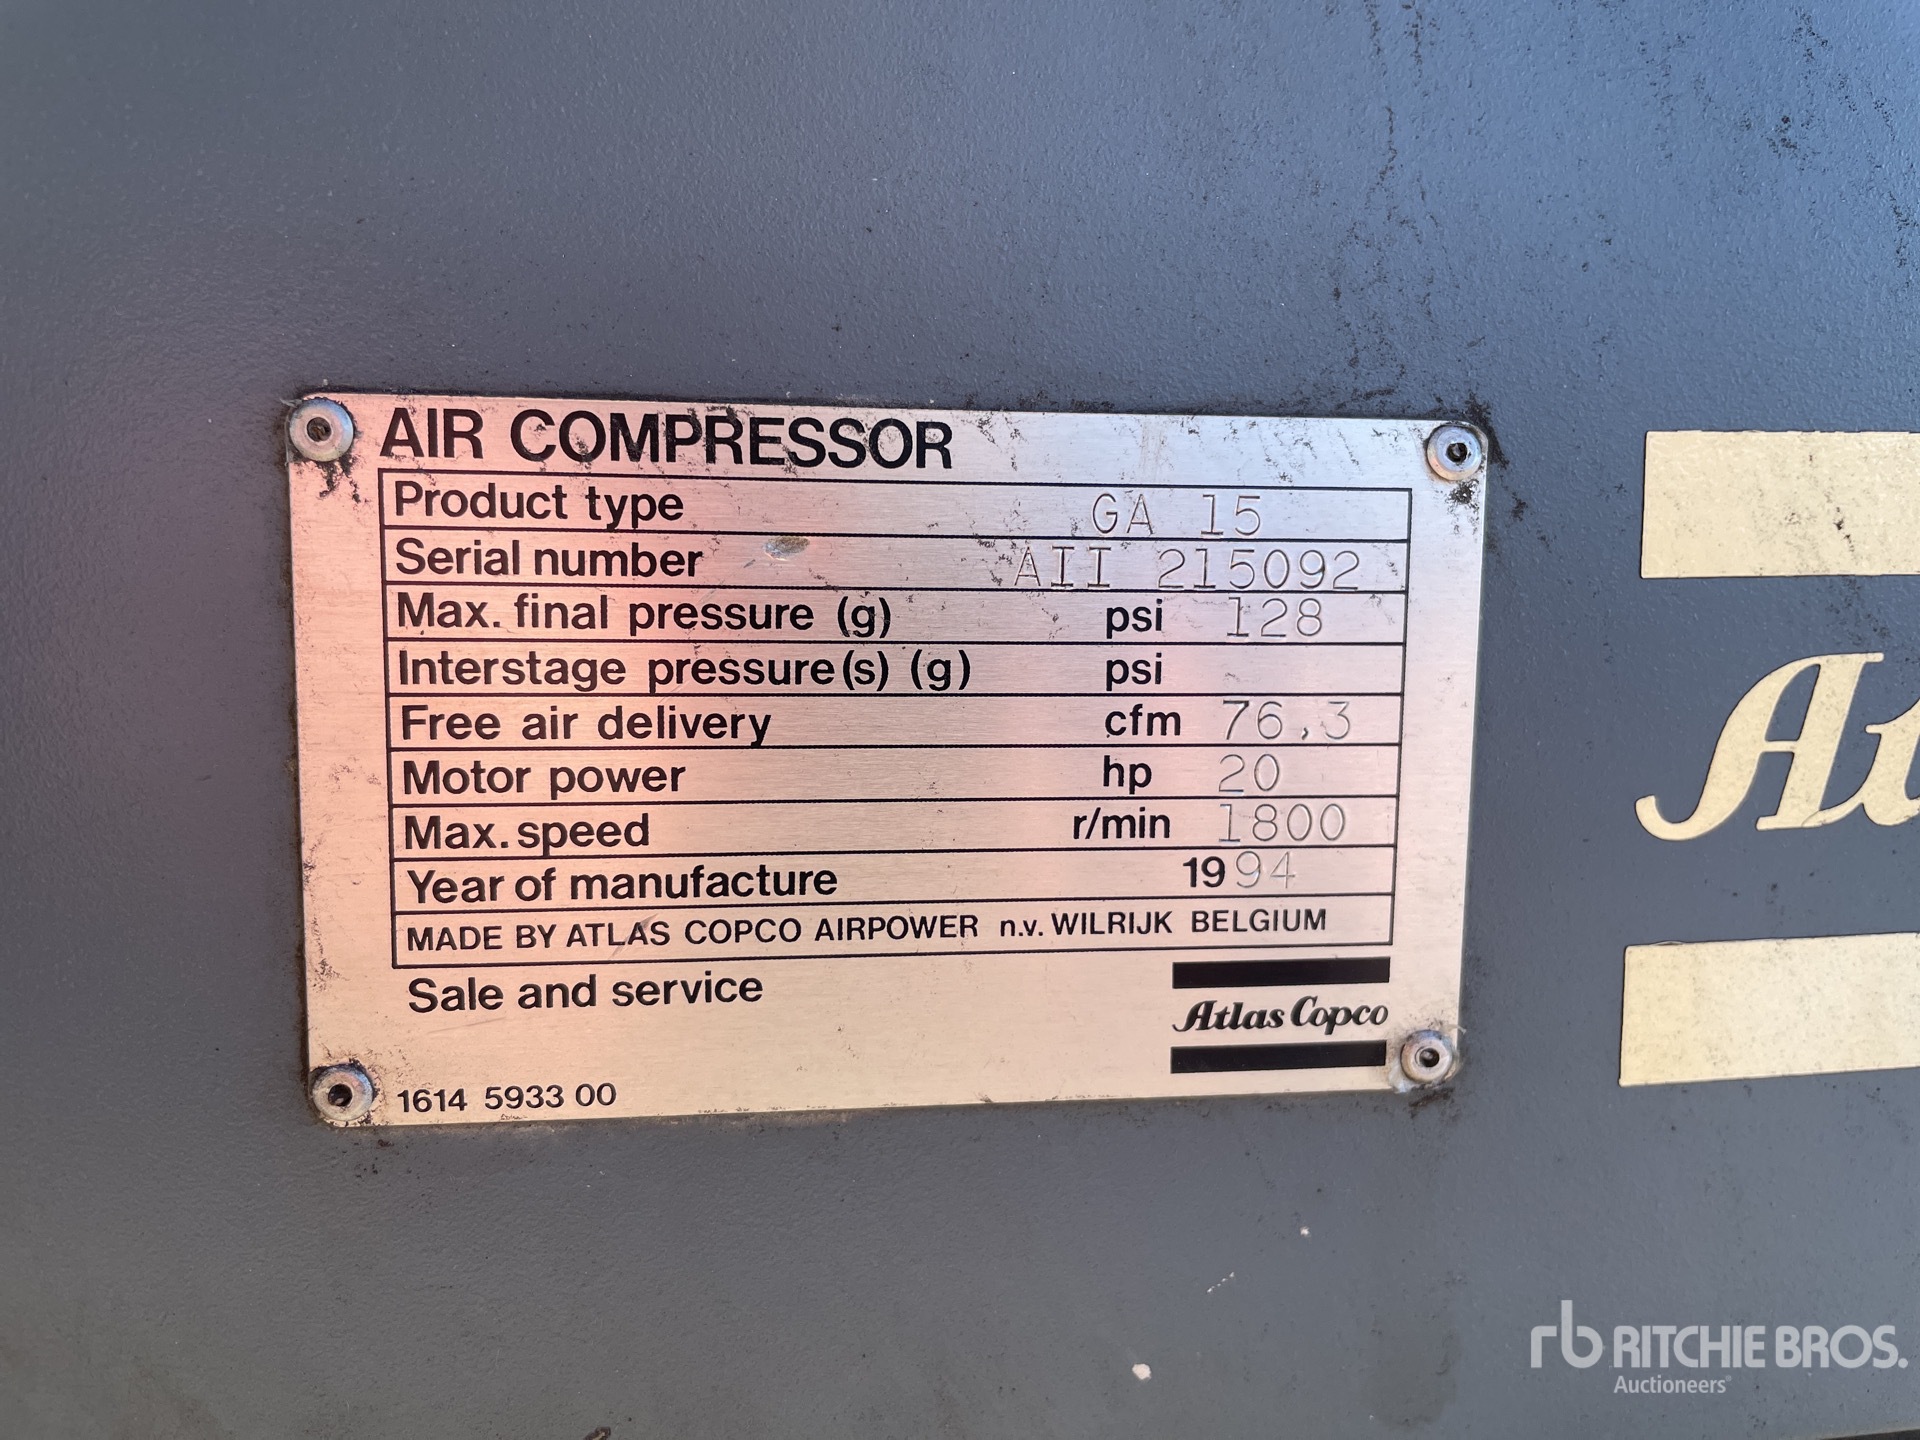 AIR COMPRESSOR
Product type GA 15
Serial number AII 215092
Max. final pressure (g) psi 128
Interstage pressure(s) (g) psi
Free air delivery cfm 76,3
Motor power hp 20
Max. speed r/min 1800
Year of manufacture 1994
MADE BY ATLAS COPCO AIRPOWER n.v. WILRIJK BELGIUM
Sale and service
Atlas Copco
1614 5933 00
At
rb RITCHIE BROS.
Auctioneers